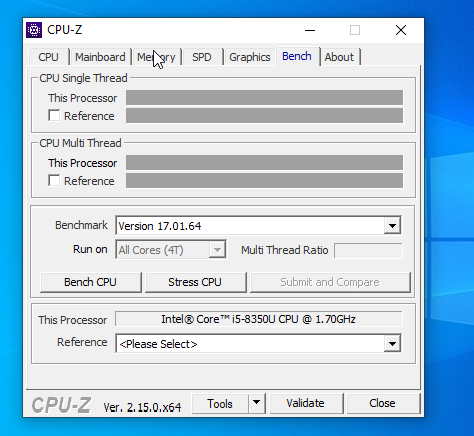 CPU-Z
CPU Mainboard Memory SPD Graphics Bench About
CPU Single Thread
This Processor
Reference
CPU Multi Thread
This Processor
Reference
Benchmark Version 17.01.64
Run on All Cores (4T) Multi Thread Ratio
Bench CPU Stress CPU Submit and Compare
This Processor Intel® Core™ i5-8350U CPU @ 1.70GHz
Reference <Please Select>
CPU-Z Ver. 2.15.0.x64 Tools Validate Close